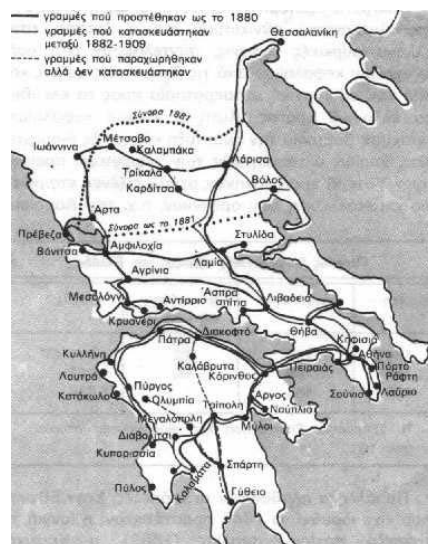 γραμμές πού προστέθηκαν ως το 1880
γραμμές πού κατασκευάστηκαν
μεταξύ 1882-1909
γραμμές πού παραχωρήθηκαν
αλλά δεν κατασκευάστηκαν
Θεσσαλονίκη
Σύνορα 1881
Ιωάννινα
Μέτσοβο
Καλαμπάκα
Τρίκαλα
Λάρισα
Καρδίτσα
Βόλος
Άρτα
Σύνορα ως το 1881
Πρέβεζα
Βόνιτσα
Αμφιλοχία
Στυλίδα
Λαμία
Αγρίνιο
Μεσολόγγι
Αντίρριο
Άσπρα
σπίτια
Λιβαδειά
Κρυονέρι
Θήβα
Πάτρα
Διακοφτό
Κηφισιά
Αθήνα
Κυλλήνη
Καλάβρυτα
Πειραιάς
Πόρτο
Ράφτη
Λουτρά
Κόρινθος
Λαύριο
Πύργος
Σούνιο
Κατάκωλο
Ολυμπία
Άργος
Τρίπολη
Ναύπλιο
Μεγαλόπολη
Μύλοι
Διαβολίτσι
Κυπαρισσία
Σπάρτη
Καλαμάτα
Πύλος
Γύθειο